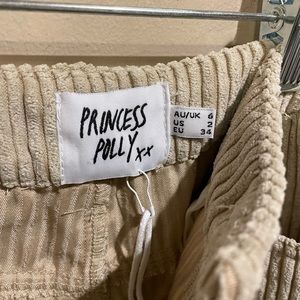 PRINCESS
POLLY xx
AU/UK 6
US 2
EU 34